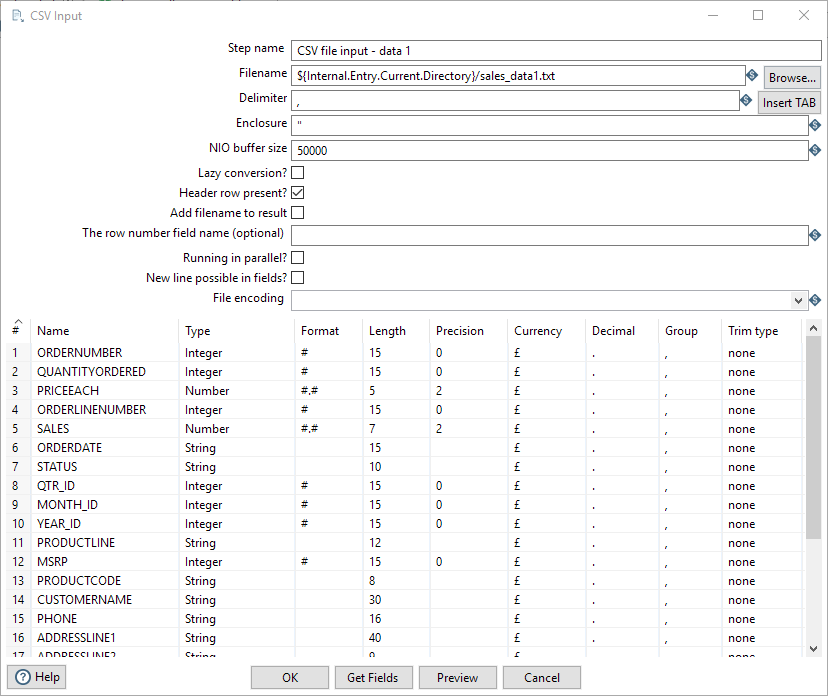 CSV Input
Step name CSV file input - data 1
Filename ${Internal.Entry.Current.Directory}/sales_data1.txt Browse...
Delimiter , Insert TAB
Enclosure "
NIO buffer size 50000
Lazy conversion?
Header row present?
Add filename to result
The row number field name (optional)
Running in parallel?
New line possible in fields?
File encoding
# Name Type Format Length Precision Currency Decimal Group Trim type
1 ORDERNUMBER Integer # 15 0 £ . , none
2 QUANTITYORDERED Integer # 15 0 £ . , none
3 PRICEEACH Number #.# 5 2 £ . , none
4 ORDERLINENUMBER Integer # 15 0 £ . , none
5 SALES Number #.# 7 2 £ . , none
6 ORDERDATE String 15 £ . , none
7 STATUS String 10 £ . , none
8 QTR_ID Integer # 15 0 £ . , none
9 MONTH_ID Integer # 15 0 £ . , none
10 YEAR_ID Integer # 15 0 £ . , none
11 PRODUCTLINE String 12 £ . , none
12 MSRP Integer # 15 0 £ . , none
13 PRODUCTCODE String 8 £ . , none
14 CUSTOMERNAME String 30 £ . , none
15 PHONE String 16 £ . , none
16 ADDRESSLINE1 String 40 £ . , none
17 ADDRESSLINE2 String 9 £ . , none
Help OK Get Fields Preview Cancel